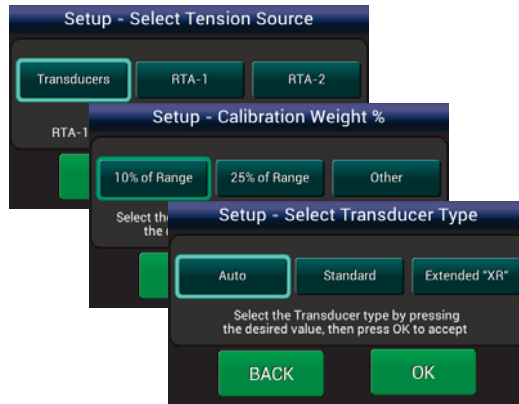 Setup - Select Tension Source
Transducers RTA-1 RTA-2
RTA-1
Setup - Calibration Weight %
10% of Range 25% of Range Other
Select the
the
Setup - Select Transducer Type
Auto Standard Extended "XR"
Select the Transducer type by pressing
the desired value, then press OK to accept
BACK OK